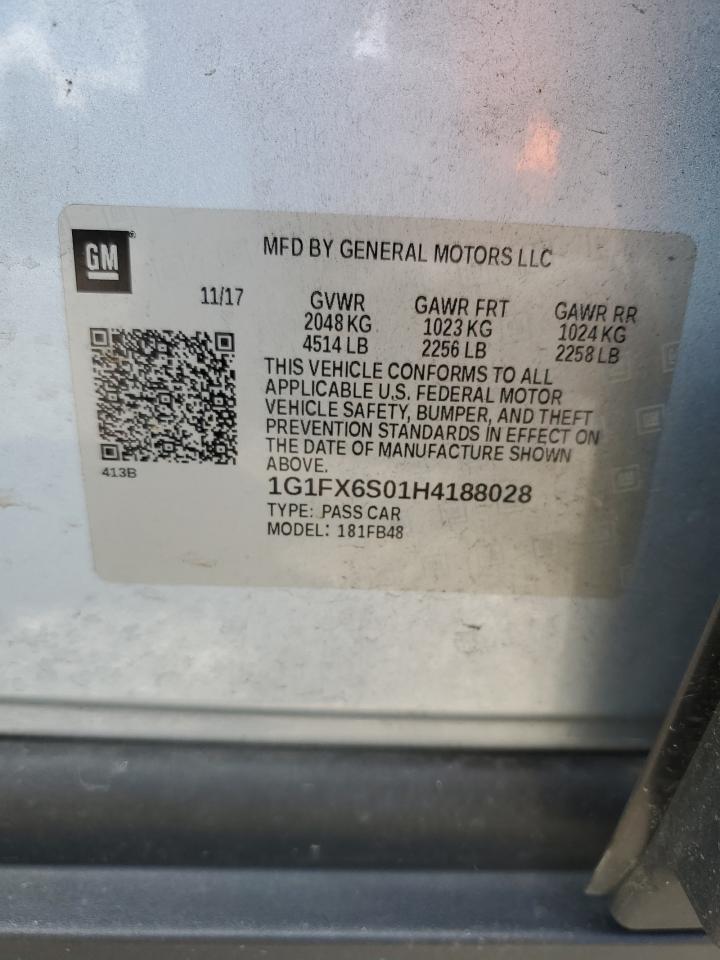 GM®
MFD BY GENERAL MOTORS LLC
11/17
GVWR GAWR FRT GAWR RR
2048 KG 1023 KG 1024 KG
4514 LB 2256 LB 2258 LB
THIS VEHICLE CONFORMS TO ALL
APPLICABLE U.S. FEDERAL MOTOR
VEHICLE SAFETY, BUMPER, AND THEFT
PREVENTION STANDARDS IN EFFECT ON
THE DATE OF MANUFACTURE SHOWN
ABOVE.
413B
1G1FX6S01H4188028
TYPE: PASS CAR
MODEL: 181FB48